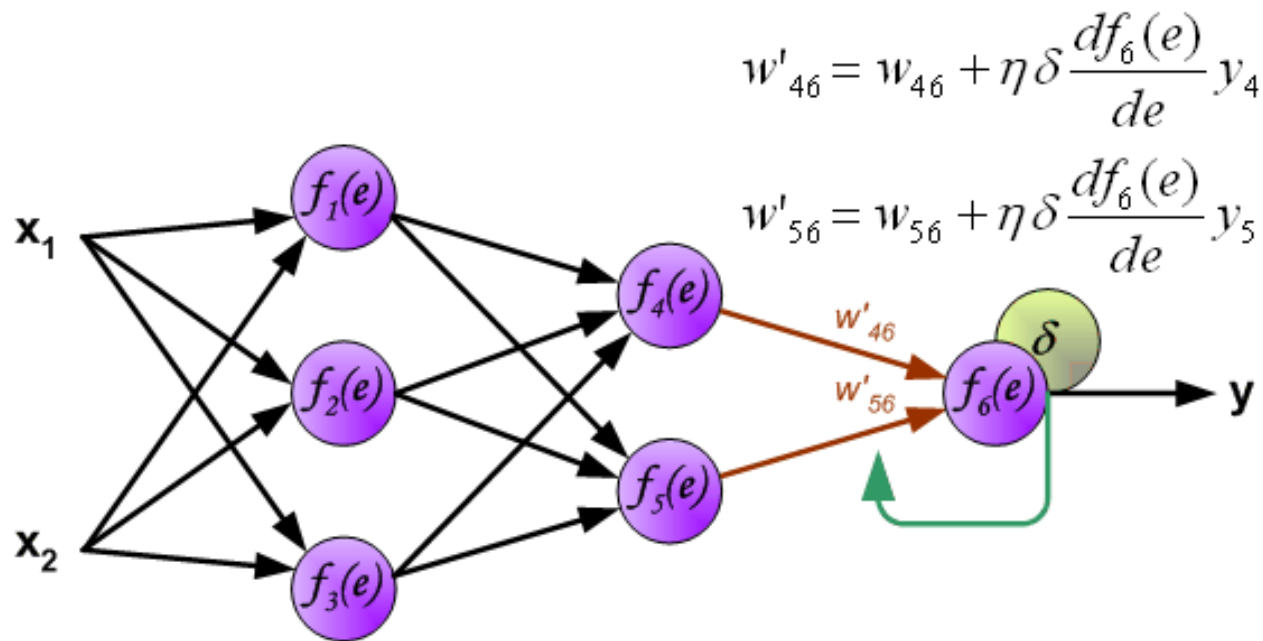 w'₄₆ = w₄₆ + η δ df₆(e)/de y₄
w'₅₆ = w₅₆ + η δ df₆(e)/de y₅
x₁
x₂
f₁(e)
f₂(e)
f₃(e)
f₄(e)
f₅(e)
w'₄₆
w'₅₆
δ
f₆(e)
y